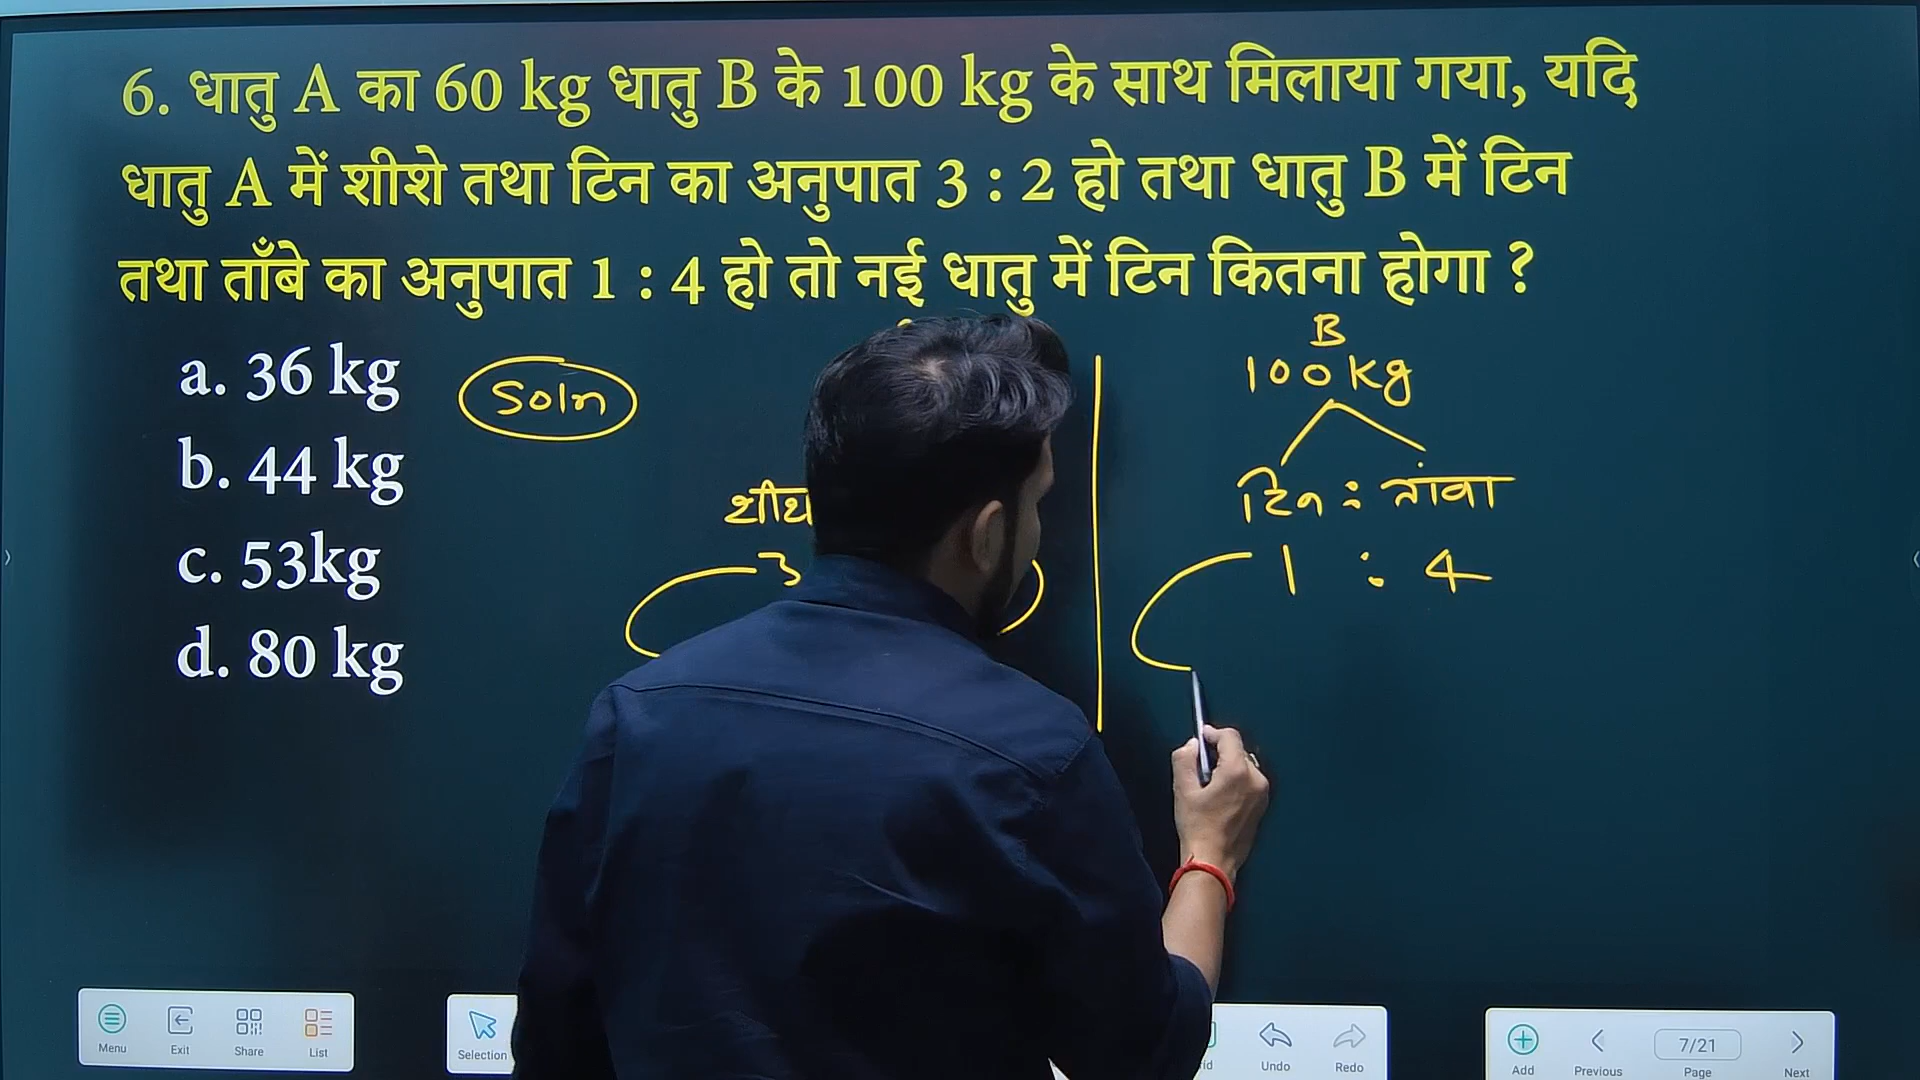 6. धातु A का 60 kg धातु B के 100 kg के साथ मिलाया गया, यदि
धातु A में शीशे तथा टिन का अनुपात 3 : 2 हो तथा धातु B में टिन
तथा ताँबे का अनुपात 1 : 4 हो तो नई धातु में टिन कितना होगा ?
a. 36 kg
b. 44 kg
c. 53kg
d. 80 kg
Soln
3
B
100 kg
टिन : तांबा
1 : 4
Menu
Exit
Share
List
Selection
Undo
Redo
Add
Previous
7/21
Page
Next